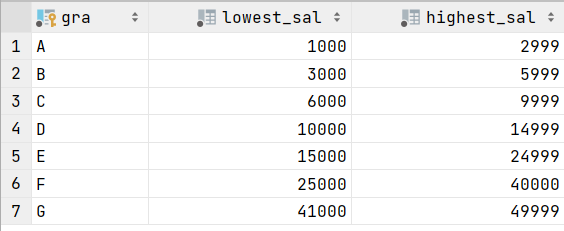 gra lowest_sal highest_sal
1 A 1000 2999
2 B 3000 5999
3 C 6000 9999
4 D 10000 14999
5 E 15000 24999
6 F 25000 40000
7 G 41000 49999